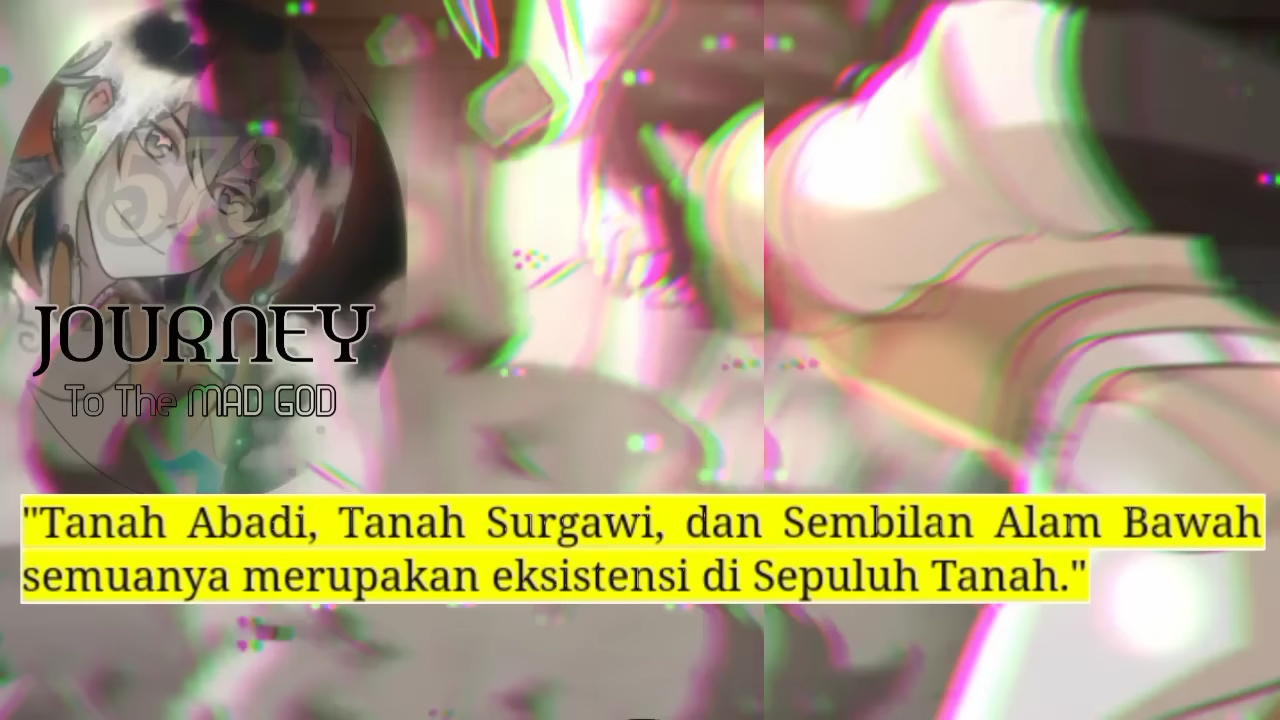 573
JOURNEY
To The MAD GOD
"Tanah Abadi, Tanah Surgawi, dan Sembilan Alam Bawah
semuanya merupakan eksistensi di Sepuluh Tanah."